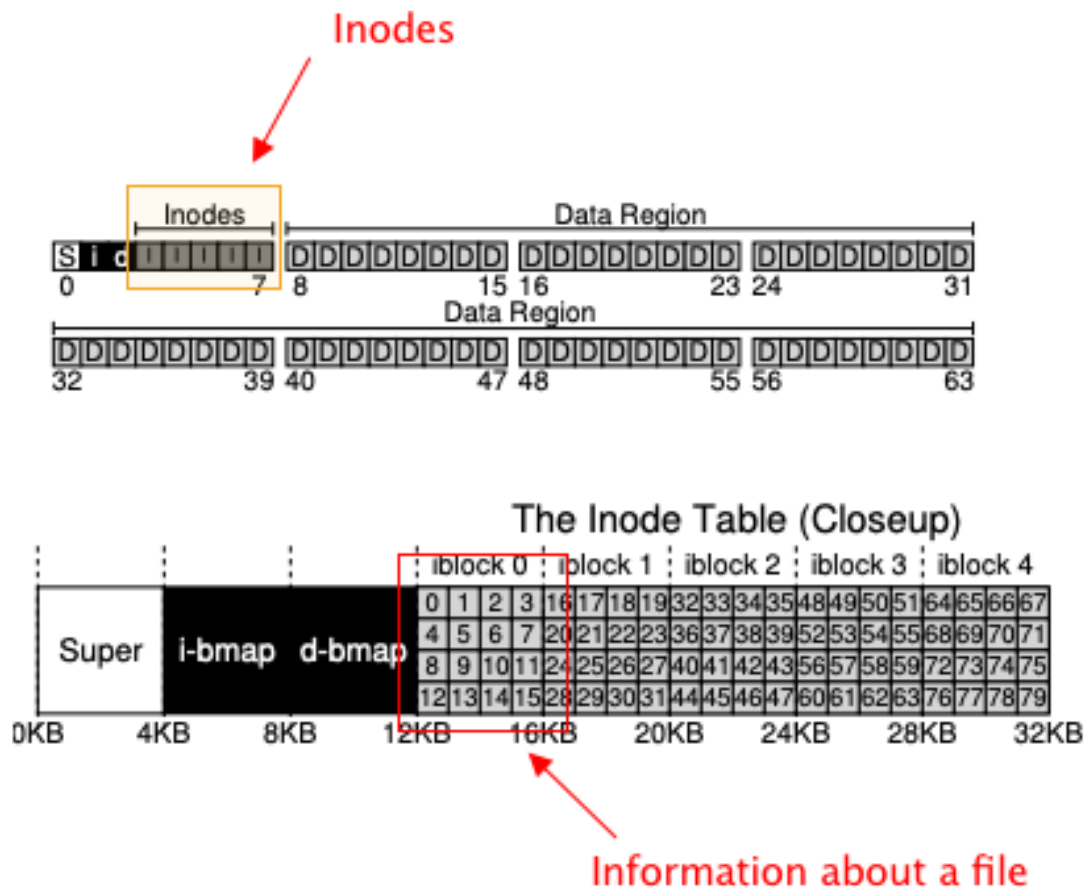 Inodes
Inodes Data Region
S i d I I I I I D D D D D D D D D D D D D D D D D D D D D D D D
0 7 8 15 16 23 24 31
Data Region
D D D D D D D D D D D D D D D D D D D D D D D D D D D D D D D D
32 39 40 47 48 55 56 63
The Inode Table (Closeup)
iblock 0 iblock 1 iblock 2 iblock 3 iblock 4
0 1 2 3 16 17 18 19 32 33 34 35 48 49 50 51 64 65 66 67
4 5 6 7 20 21 22 23 36 37 38 39 52 53 54 55 68 69 70 71
Super i-bmap d-bmap
8 9 10 11 24 25 26 27 40 41 42 43 56 57 58 59 72 73 74 75
12 13 14 15 28 29 30 31 44 45 46 47 60 61 62 63 76 77 78 79
0KB 4KB 8KB 12KB 16KB 20KB 24KB 28KB 32KB
Information about a file